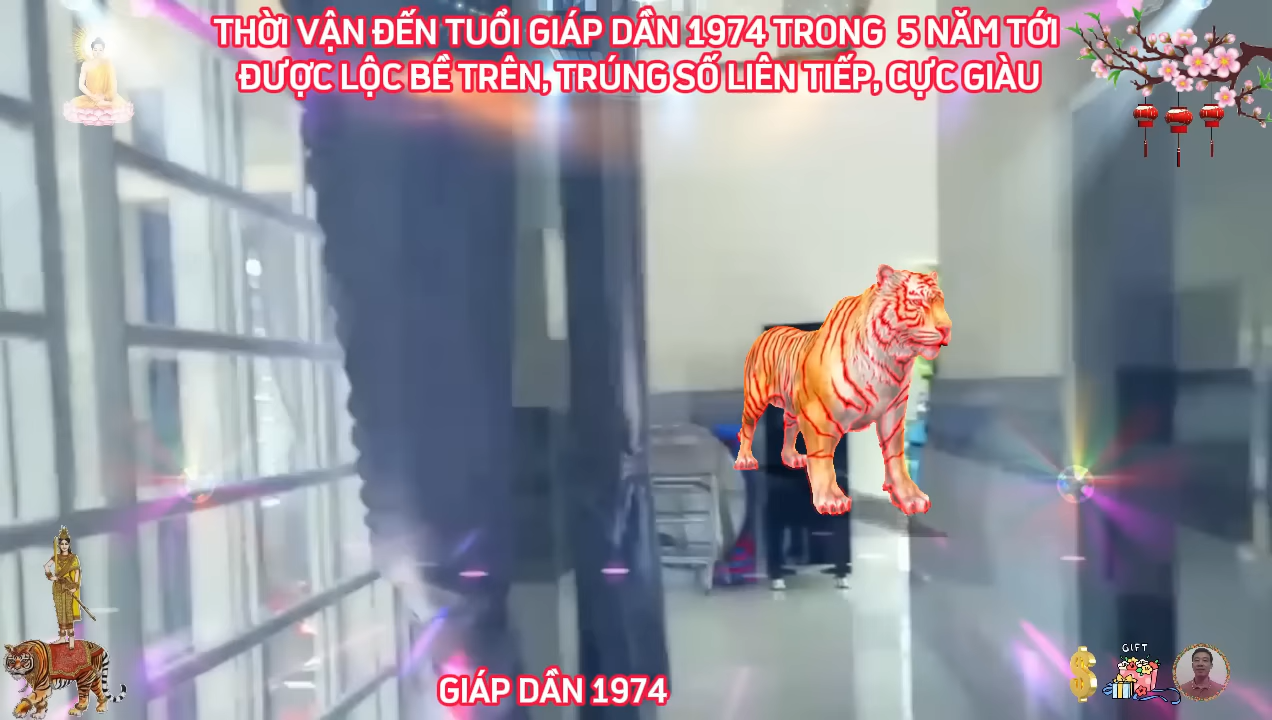 THỜI VẬN ĐẾN TUỔI GIÁP DẦN 1974 TRONG 5 NĂM TỚI
ĐƯỢC LỘC BỀ TRÊN, TRÚNG SỐ LIÊN TIẾP, CỰC GIÀU
GIFT
GIÁP DẦN 1974